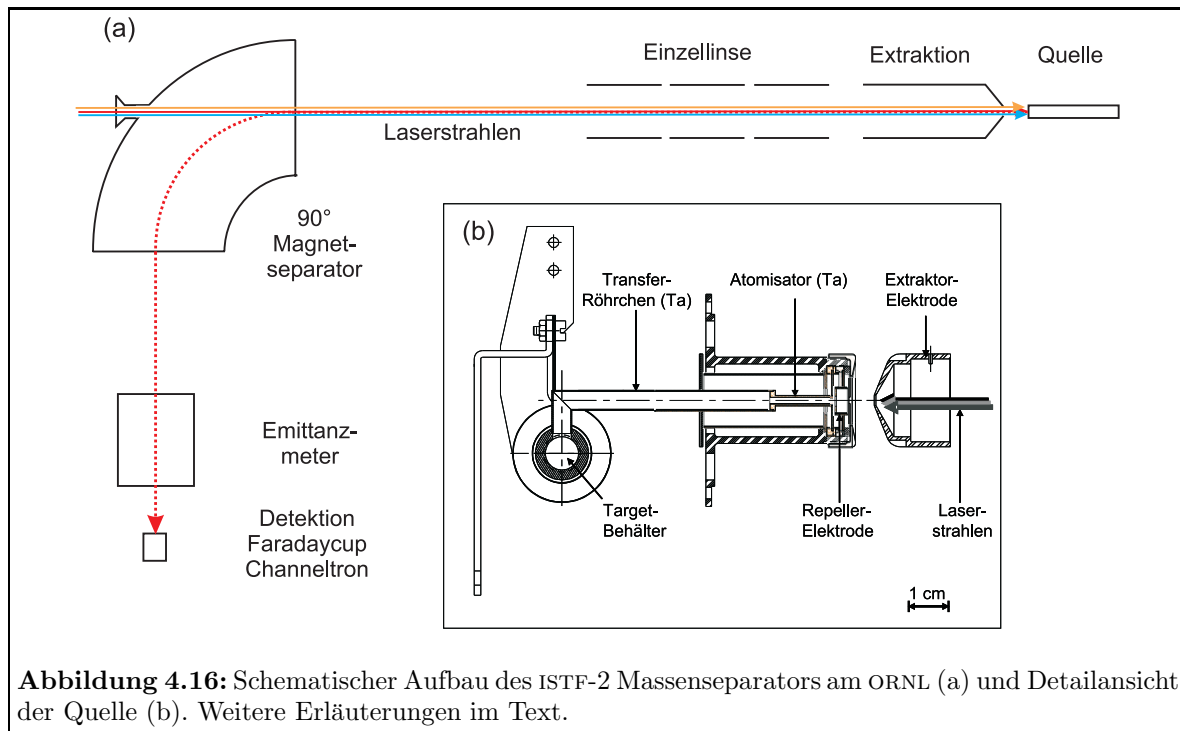 (a)
Einzellinse
Extraktion
Quelle
Laserstrahlen
90°
Magnet-
separator
Emittanz-
meter
Detektion
Faradaycup
Channeltron
(b)
Transfer-
Röhrchen (Ta)
Atomisator (Ta)
Extraktor-
Elektrode
Target-
Behälter
Repeller-
Elektrode
Laser-
strahlen
1 cm
Abbildung 4.16: Schematischer Aufbau des ISTF-2 Massenseparators am ORNL (a) und Detailansicht
der Quelle (b). Weitere Erläuterungen im Text.